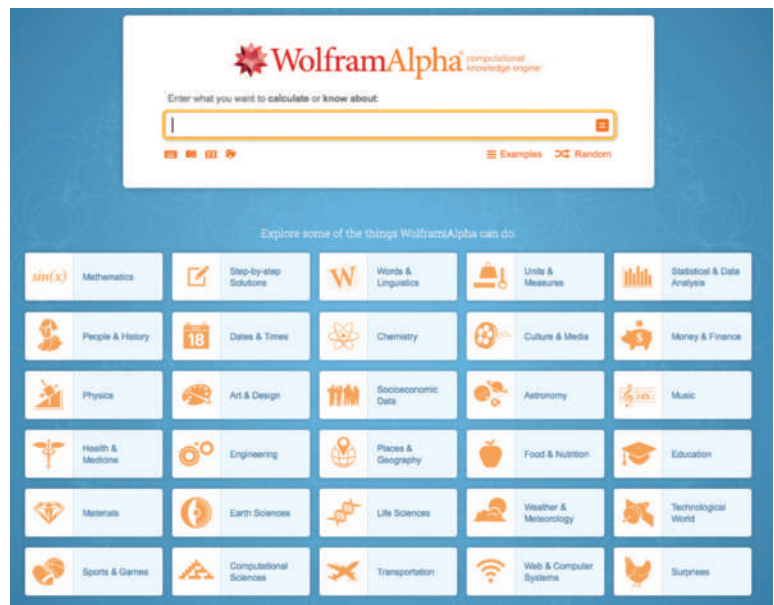 WolframAlpha computational
knowledge engine
Enter what you want to calculate or know about:
Examples Random
Explore some of the things Wolfram|Alpha can do:
sin(x) Mathematics
Step-by-step
Solutions
W Words &
Linguistics
Units &
Measures
Statistical & Data
Analysis
People & History
18 Dates & Times
Chemistry
Culture & Media
$ Money & Finance
Physics
Art & Design
Socioeconomic
Data
Astronomy
Music
Health &
Medicine
Engineering
Places &
Geography
Food & Nutrition
Education
Materials
Earth Sciences
Life Sciences
Weather &
Meteorology
Technological
World
Sports & Games
Computational
Sciences
Transportation
Web & Computer
Systems
Surprises